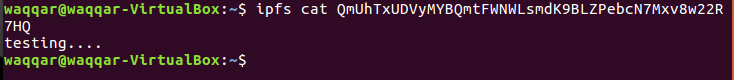 waqqar@waqqar-VirtualBox:~$ ipfs cat QmUhTxUDVyMYBQmtFWNWLsmdK9BLZPebcN7Mxv8w22R
7HQ
testing....
waqqar@waqqar-VirtualBox:~$